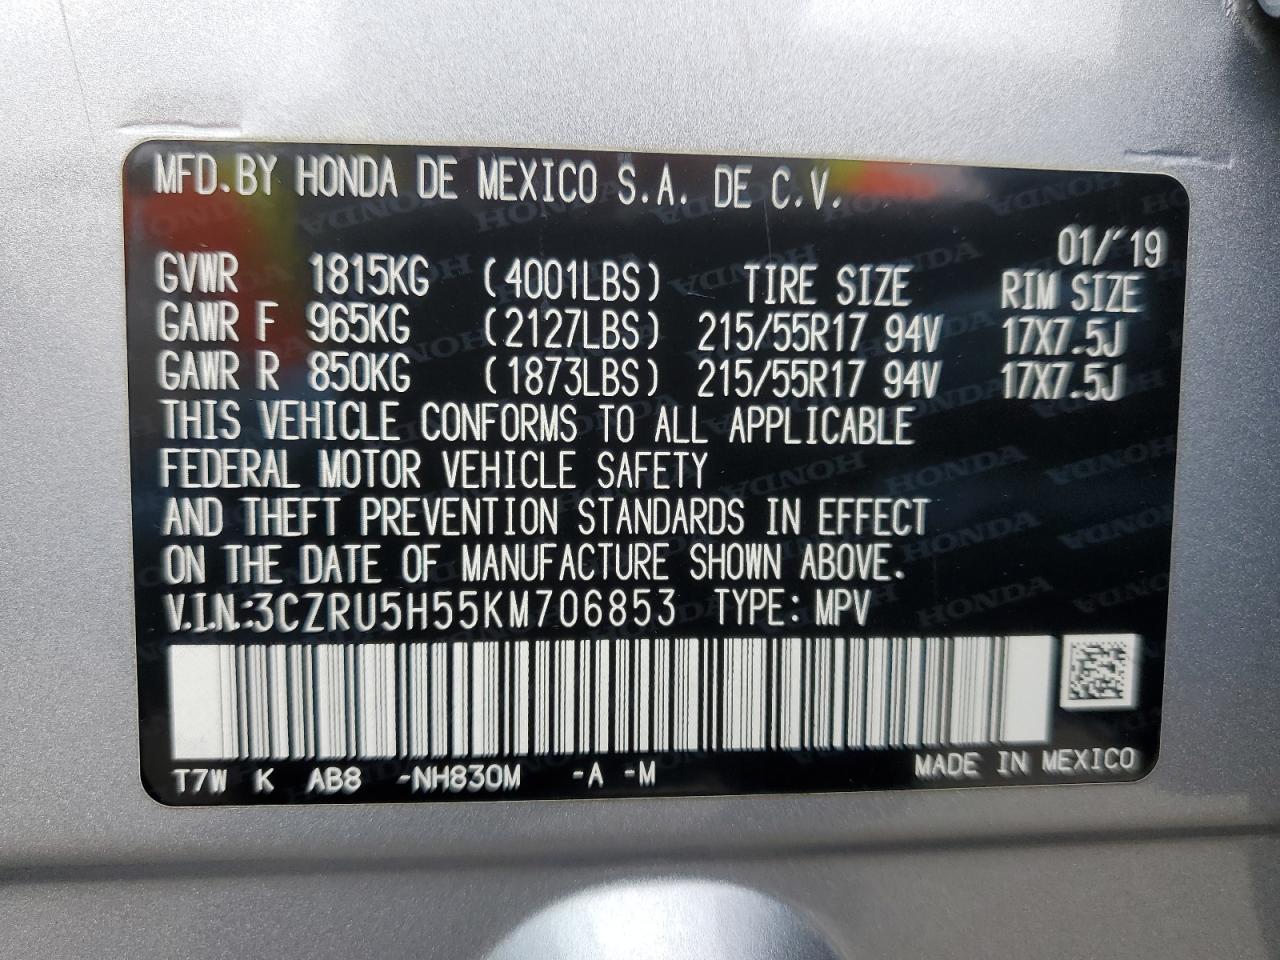 MFD.BY HONDA DE MEXICO S.A. DE C.V.
01/'19
GVWR 1815KG (4001LBS) TIRE SIZE RIM SIZE
GAWR F 965KG (2127LBS) 215/55R17 94V 17X7.5J
GAWR R 850KG (1873LBS) 215/55R17 94V 17X7.5J
THIS VEHICLE CONFORMS TO ALL APPLICABLE
FEDERAL MOTOR VEHICLE SAFETY
AND THEFT PREVENTION STANDARDS IN EFFECT
ON THE DATE OF MANUFACTURE SHOWN ABOVE.
V.I.N.:3CZRU5H55KM706853 TYPE:MPV
T7W K AB8 -NH830M -A -M MADE IN MEXICO